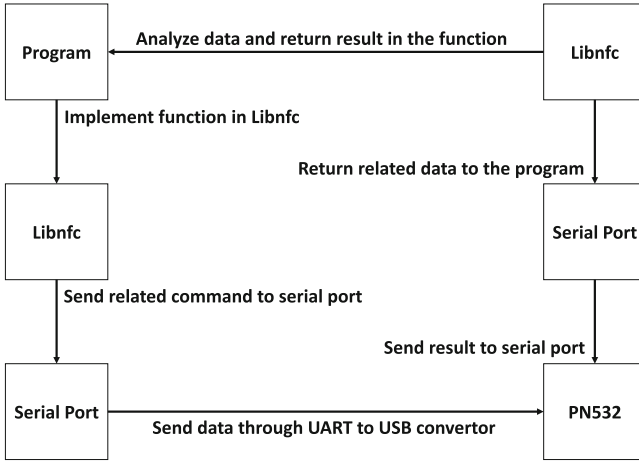 Analyze data and return result in the function
Program
Libnfc
Implement function in Libnfc
Return related data to the program
Libnfc
Serial Port
Send related command to serial port
Send result to serial port
Serial Port
PN532
Send data through UART to USB convertor